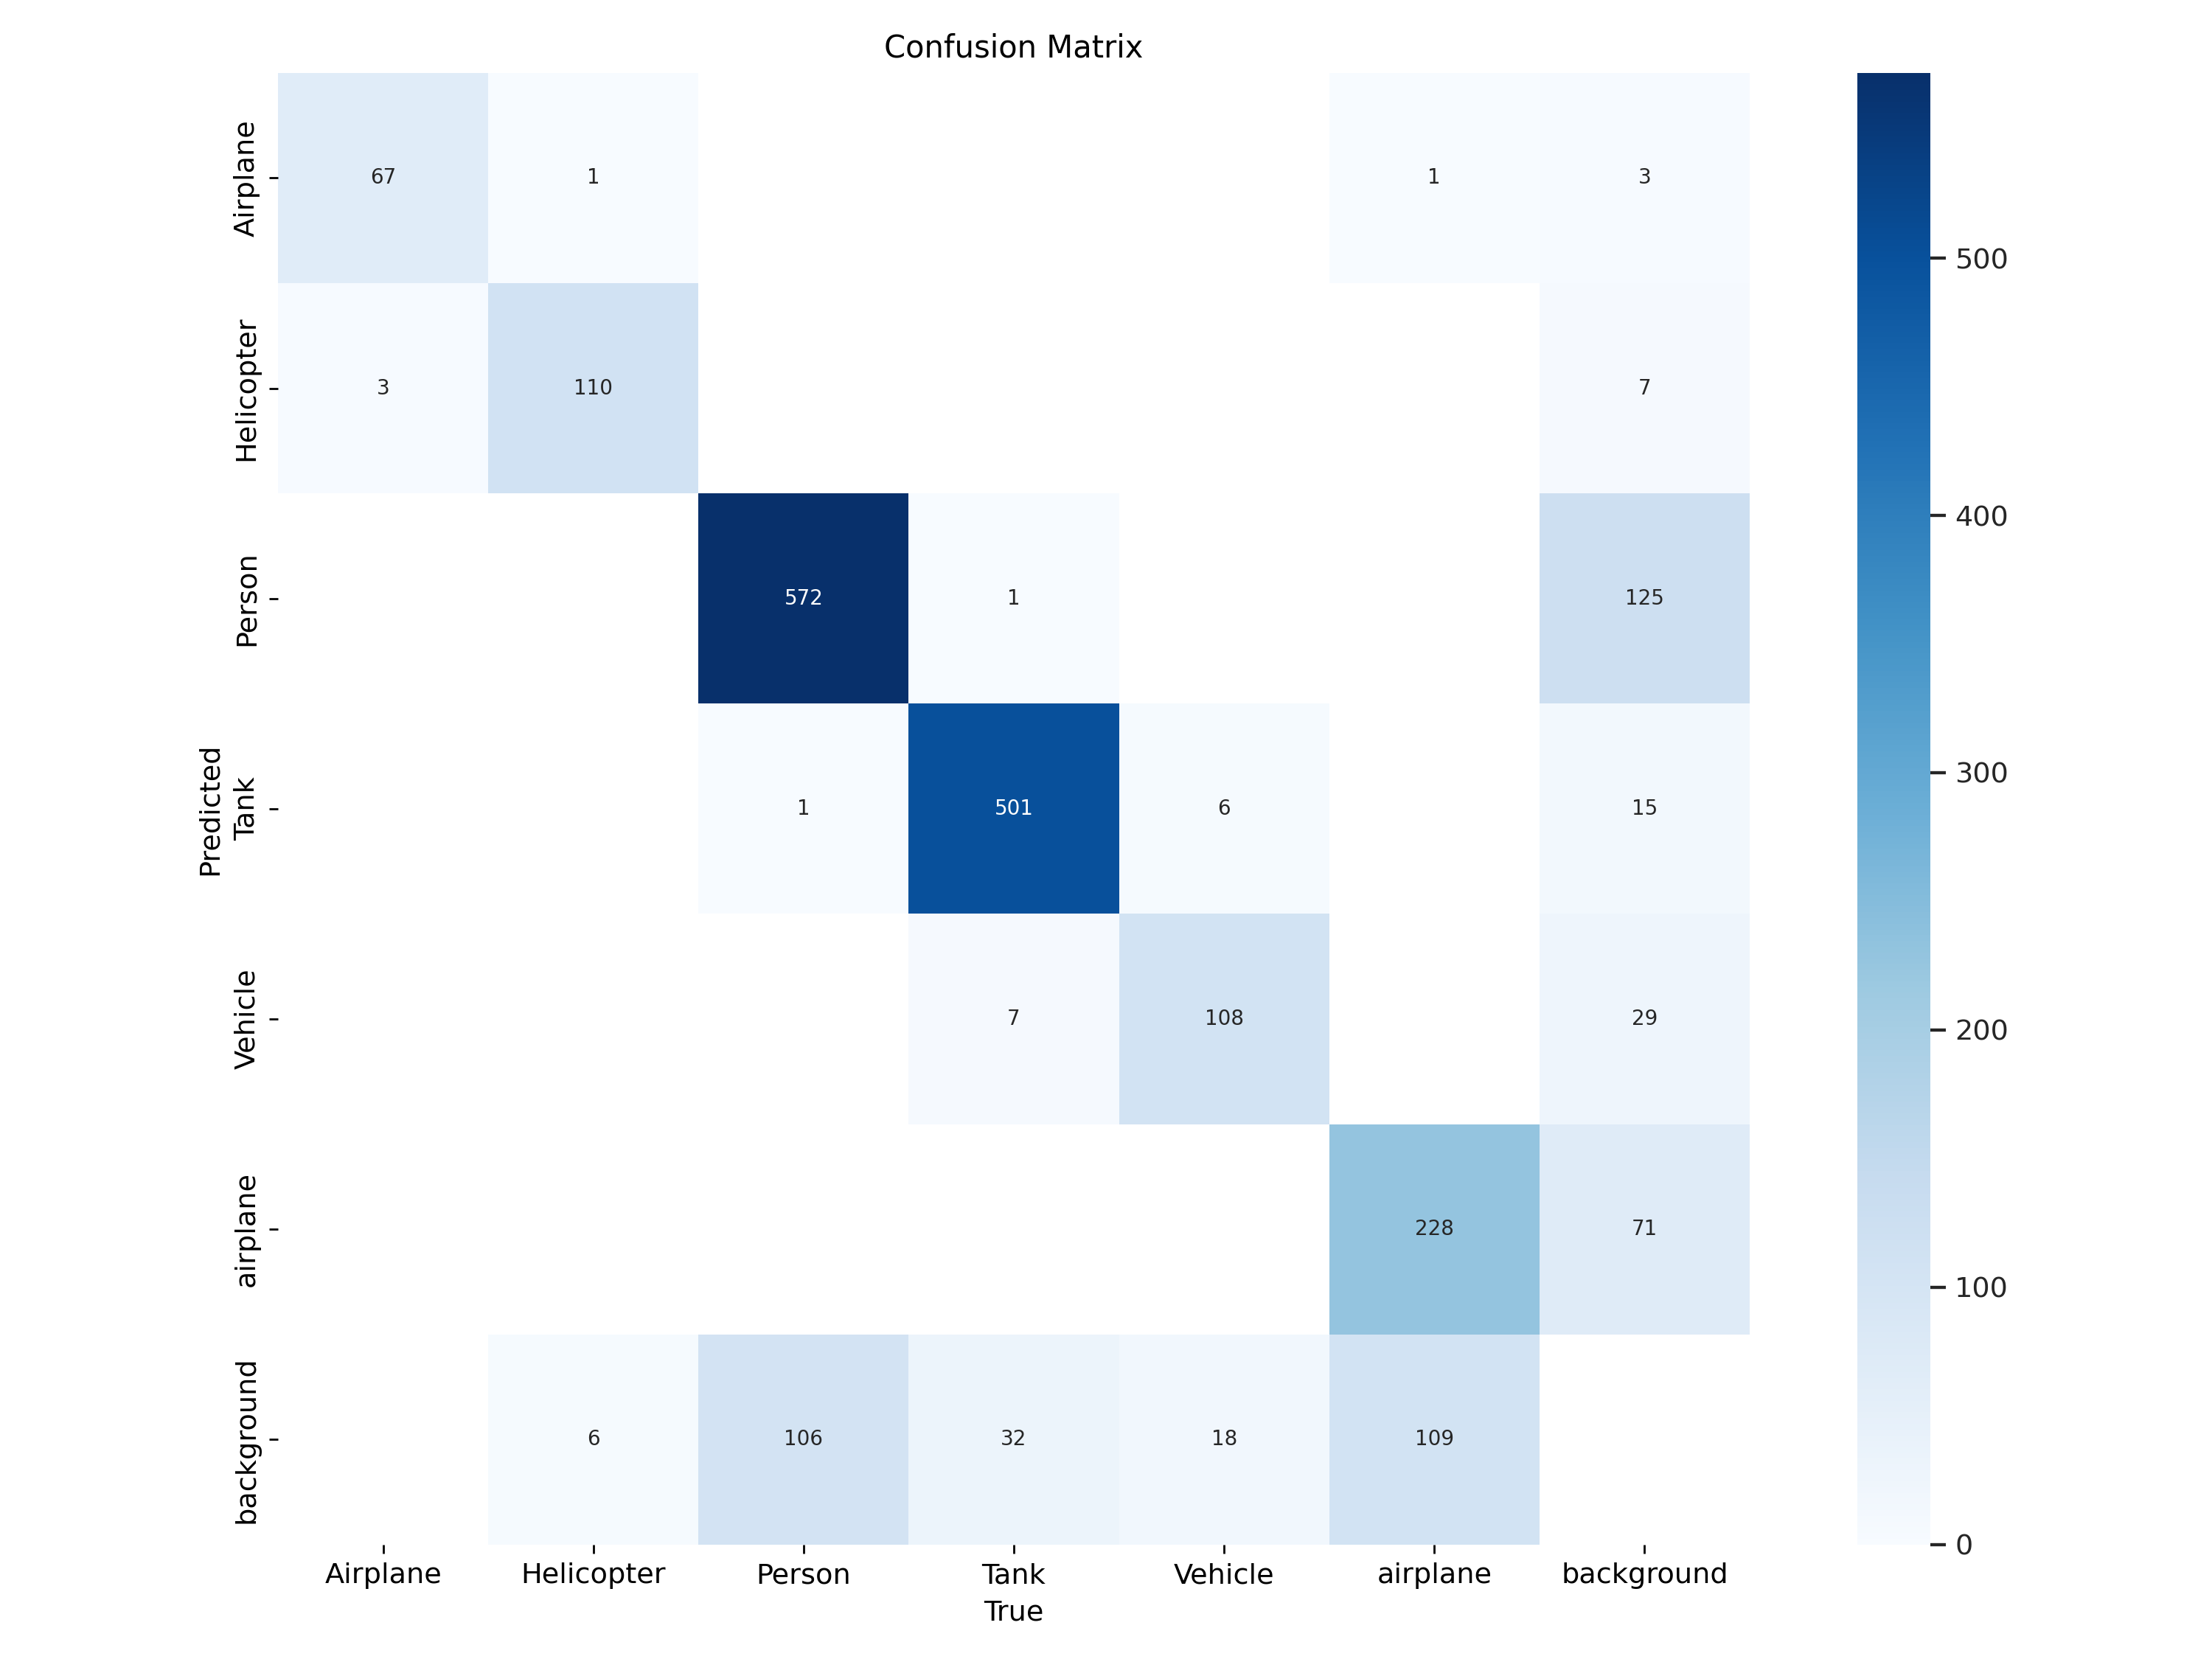 Confusion Matrix
Airplane 67 1 1 3
Helicopter 3 110 7
Person 572 1 125
Tank 1 501 6 15
Vehicle 7 108 29
airplane 228 71
background 6 106 32 18 109
Predicted
Airplane Helicopter Person Tank Vehicle airplane background
True
500
400
300
200
100
0